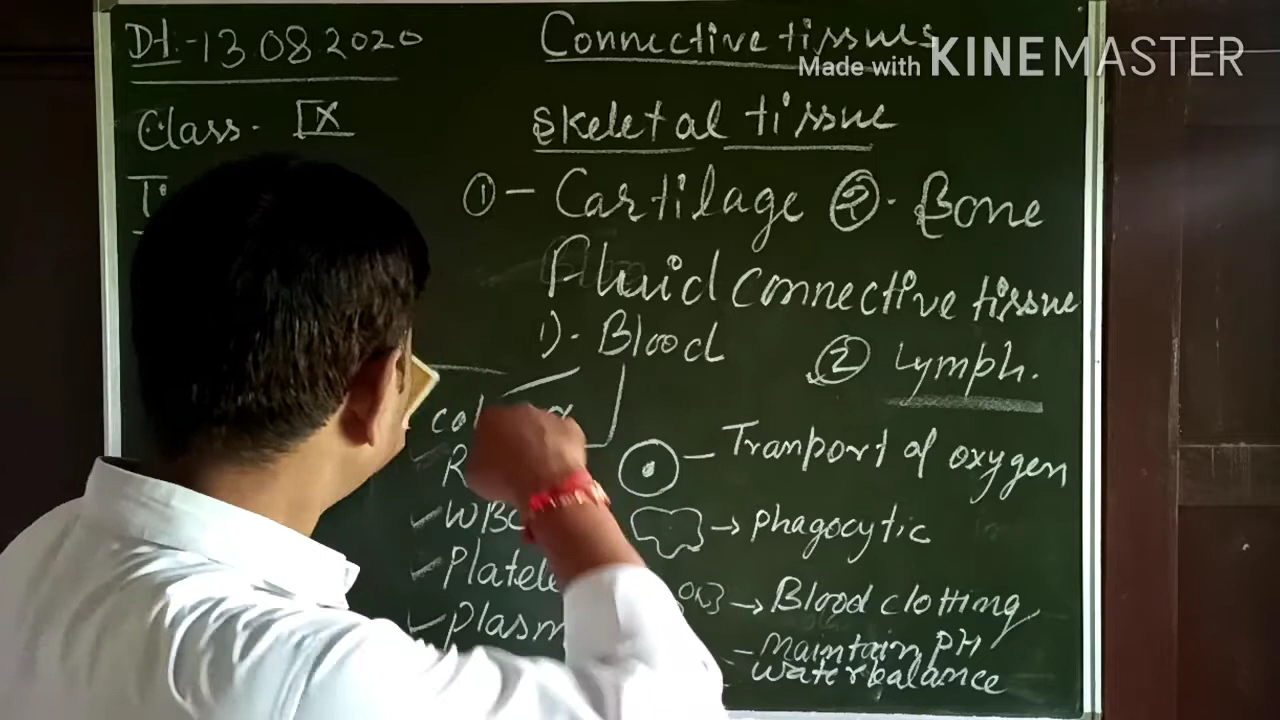 Dt.-13.08 2020
Connective tissues
Made with KINEMASTER
Class- IX
Skeletal tissue
① - Cartilage ②. Bone
Fluid connective tissue
1). Blood
② Lymph.
Tranport of oxygen
WBC
Phagocytic
Blood clotting
Maintain PH
Water balance